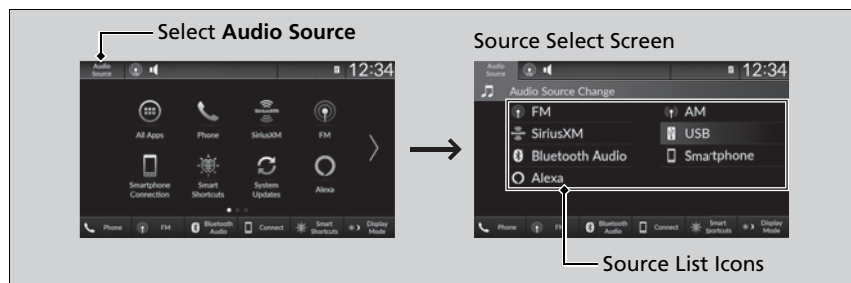 Select Audio Source
Source Select Screen
Audio Source
12:34
All Apps
Phone
SiriusXM
FM
Smartphone Connection
Smart Shortcuts
System Updates
Alexa
Phone
FM
Bluetooth Audio
Connect
Smart Shortcuts
Display Mode
Audio Source
12:34
Audio Source Change
FM
AM
SiriusXM
USB
Bluetooth Audio
Smartphone
Alexa
Phone
FM
Bluetooth Audio
Connect
Smart Shortcuts
Display Mode
Source List Icons